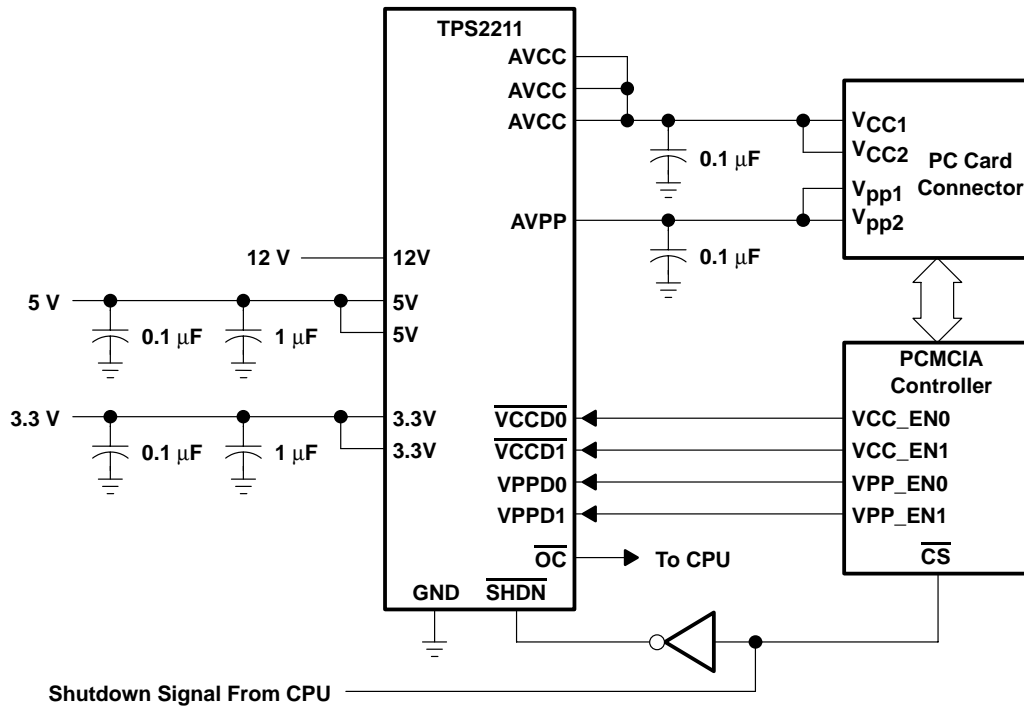 TPS2211
AVCC
AVCC
AVCC
AVPP
0.1 μF
0.1 μF
VCC1
VCC2
Vpp1
Vpp2
PC Card
Connector
12 V
12V
5 V
5V
5V
0.1 μF
1 μF
3.3 V
3.3V
3.3V
0.1 μF
1 μF
VCCD0
VCCD1
VPPD0
VPPD1
OC
To CPU
GND
SHDN
PCMCIA
Controller
VCC_EN0
VCC_EN1
VPP_EN0
VPP_EN1
CS
Shutdown Signal From CPU